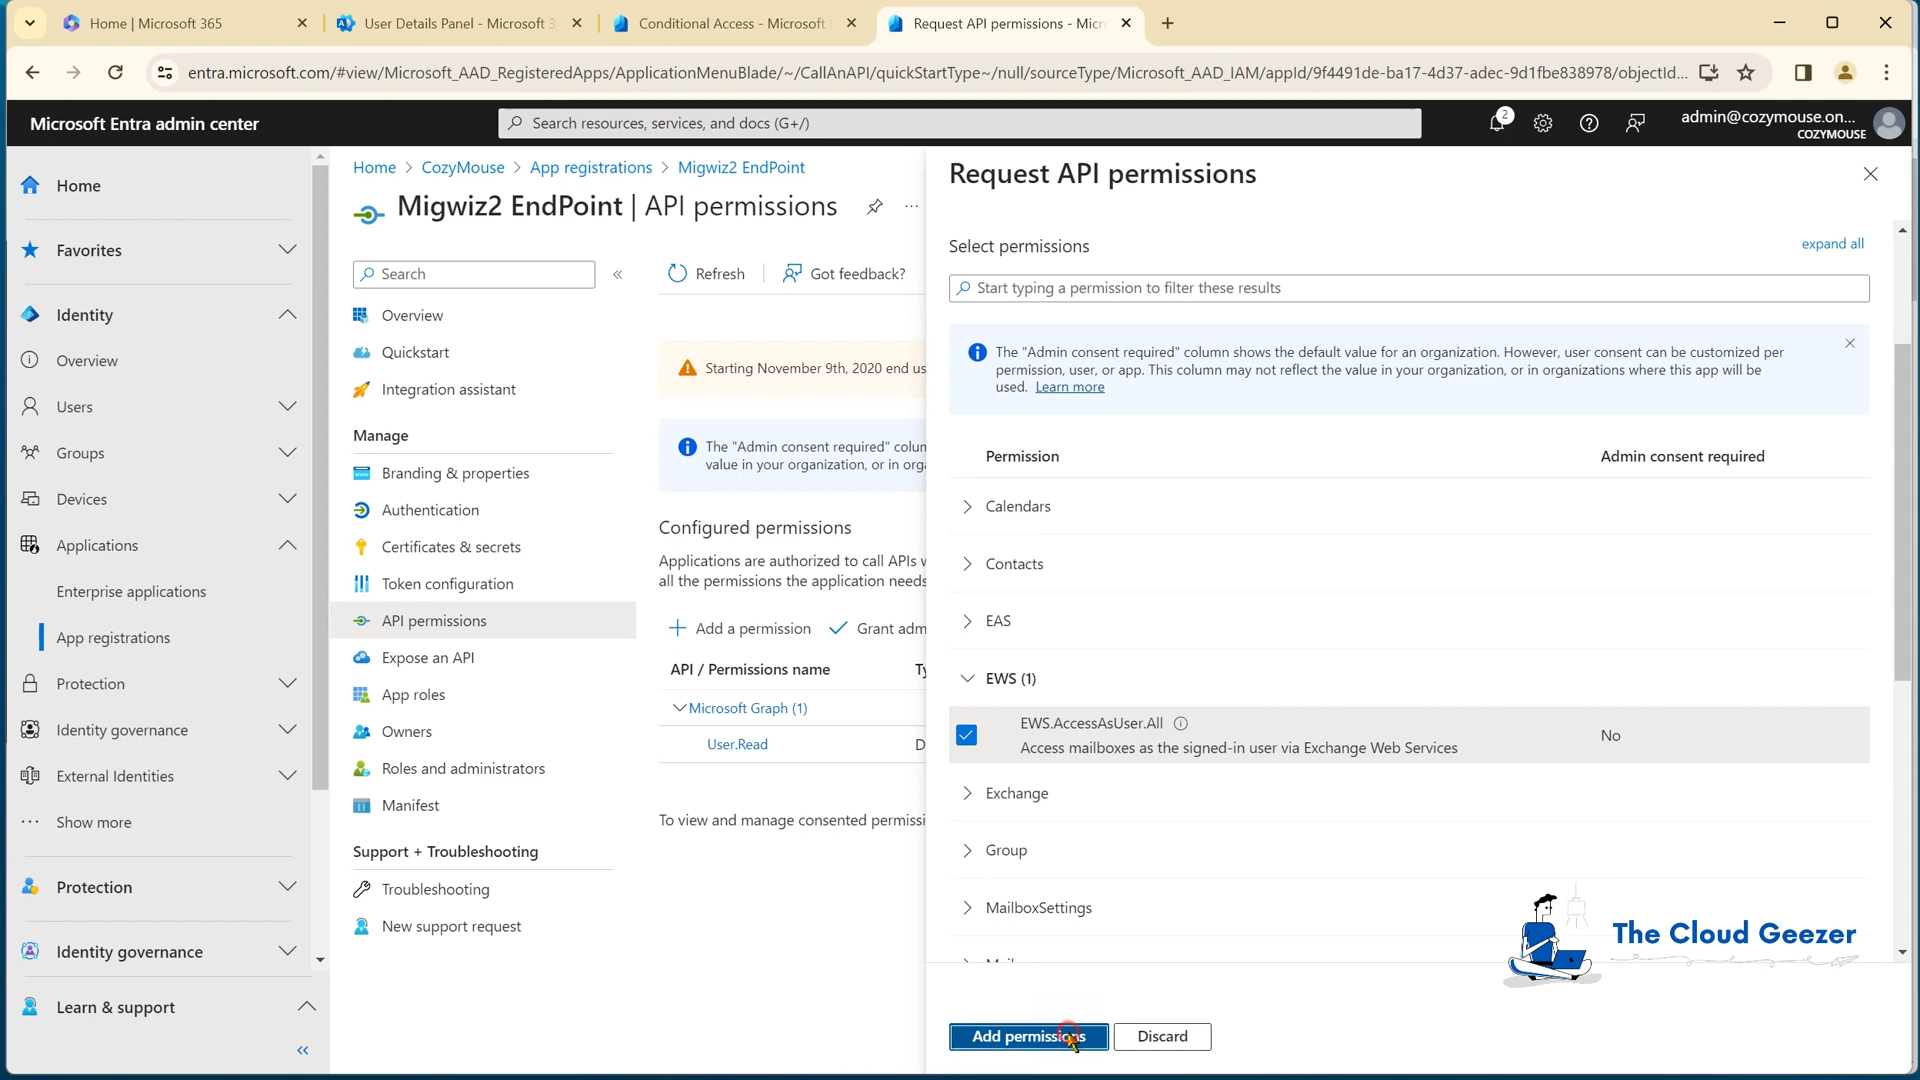 Home | Microsoft 365
User Details Panel - Microsoft 3
Conditional Access - Microsoft
Request API permissions - Micr
entra.microsoft.com/#view/Microsoft_AAD_RegisteredApps/ApplicationMenuBlade/~/CallAnAPI/quickStartType~/null/sourceType/Microsoft_AAD_IAM/appId/9f4491de-ba17-4d37-adec-9d1fbe838978/objectId...
Microsoft Entra admin center
Search resources, services, and docs (G+/)
2
admin@cozymouse.on...
COZYMOUSE
Home
Favorites
Identity
Overview
Users
Groups
Devices
Applications
Enterprise applications
App registrations
Protection
Identity governance
External Identities
Show more
Protection
Identity governance
Learn & support
Home > CozyMouse > App registrations > Migwiz2 EndPoint
Migwiz2 EndPoint | API permissions
Search
Overview
Quickstart
Integration assistant
Manage
Branding & properties
Authentication
Certificates & secrets
Token configuration
API permissions
Expose an API
App roles
Owners
Roles and administrators
Manifest
Support + Troubleshooting
Troubleshooting
New support request
Refresh
Got feedback?
Starting November 9th, 2020 end us
The "Admin consent required" colum
value in your organization, or in orga
Configured permissions
Applications are authorized to call APIs w
all the permissions the application needs
Add a permission
Grant adm
API / Permissions name
Ty
Microsoft Graph (1)
User.Read
D
To view and manage consented permissi
Request API permissions
Select permissions
expand all
Start typing a permission to filter these results
The "Admin consent required" column shows the default value for an organization. However, user consent can be customized per
permission, user, or app. This column may not reflect the value in your organization, or in organizations where this app will be
used. Learn more
Permission
Admin consent required
Calendars
Contacts
EAS
EWS (1)
EWS.AccessAsUser.All
Access mailboxes as the signed-in user via Exchange Web Services
No
Exchange
Group
MailboxSettings
The Cloud Geezer
Add permissions
Discard